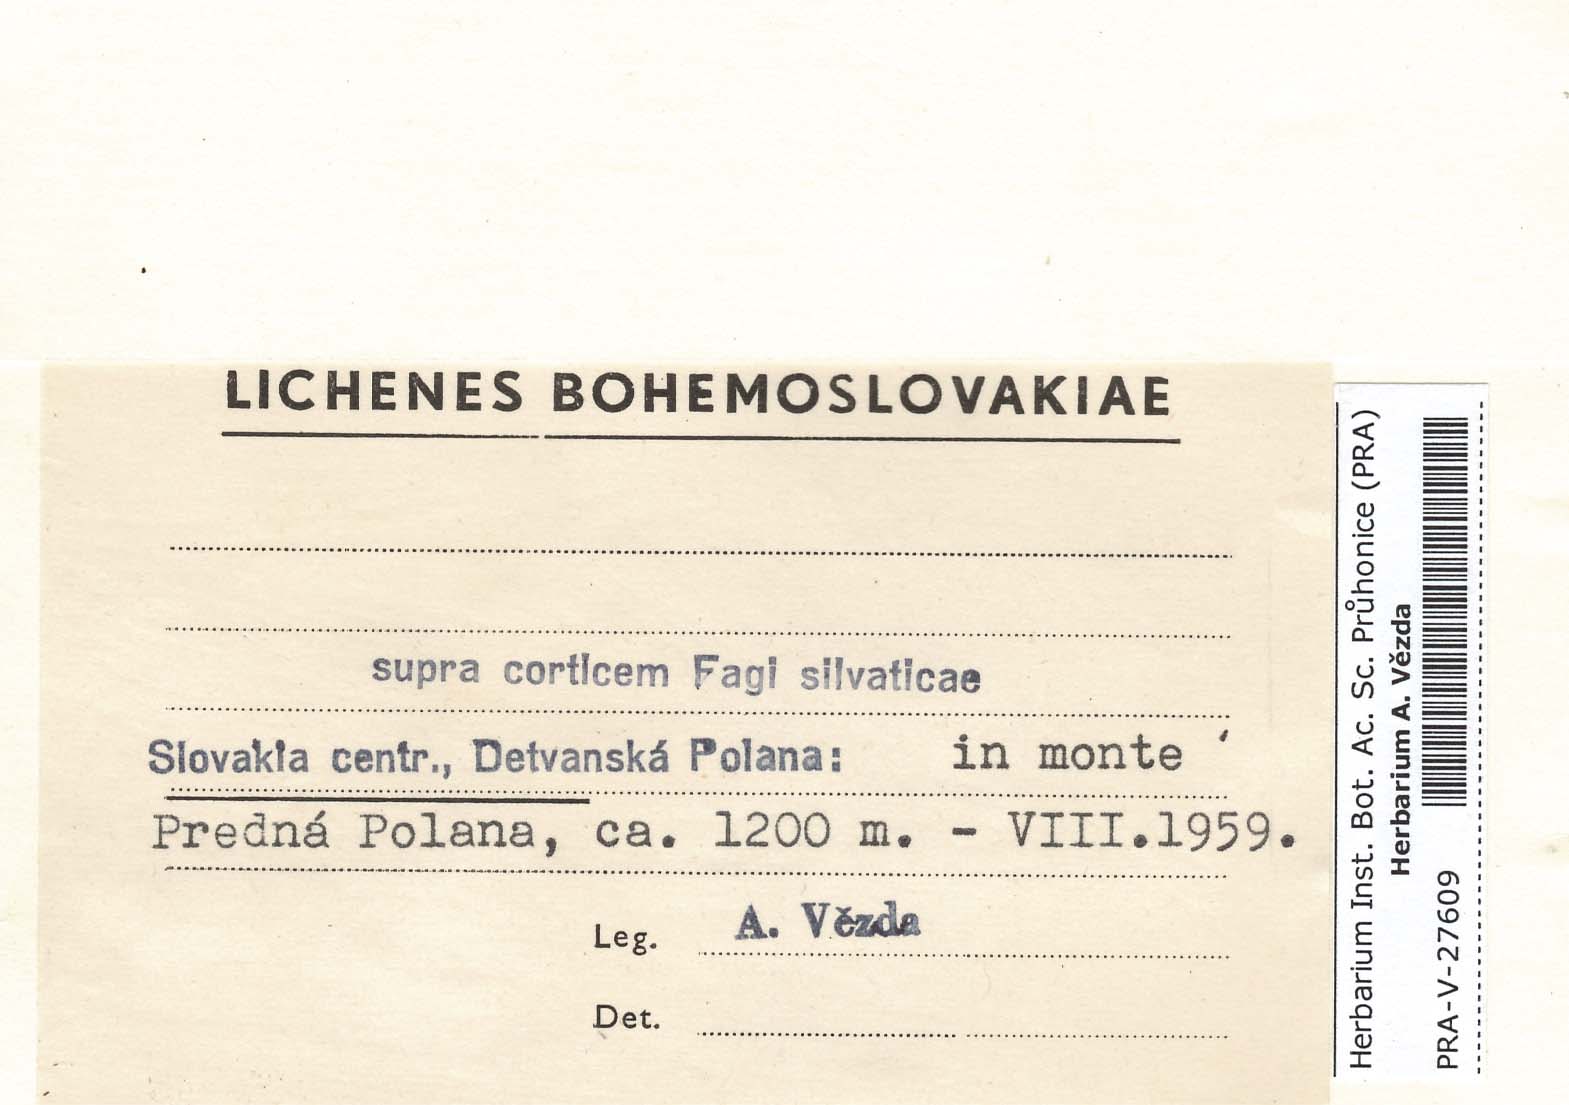 LICHENES BOHEMOSLOVAKIAE
supra corticem Fagi silvaticae
Slovakia centr., Detvanská Polana: in monte
Predná Polana, ca. 1200 m. - VIII.1959.
Leg. A. Vězda
Det.
Herbarium Inst. Bot. Ac. Sc. Průhonice (PRA)
Herbarium A. Vězda
PRA-V-27609